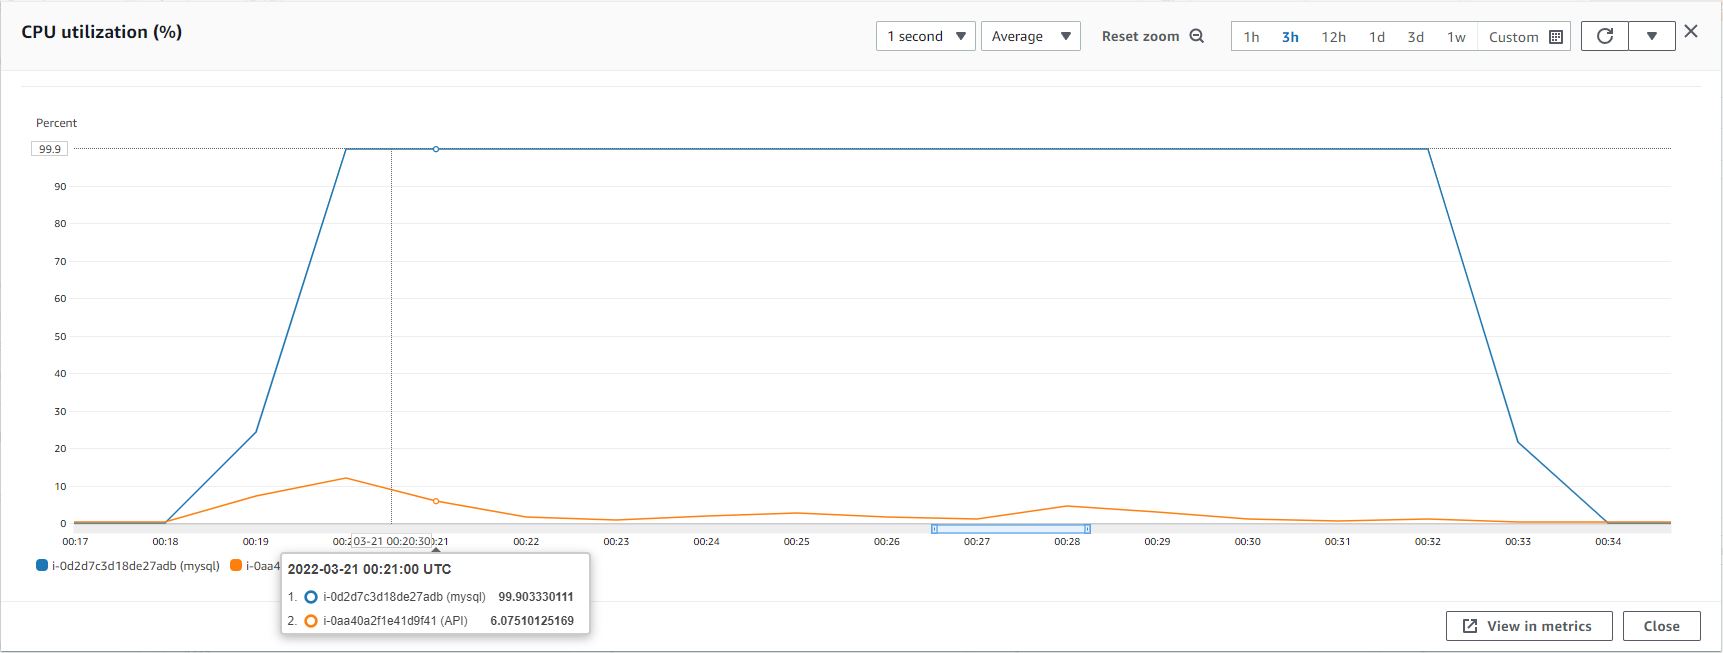 CPU utilization (%)
1 second
Average
Reset zoom
1h 3h 12h 1d 3d 1w Custom
Percent
99.9
90
80
70
60
50
40
30
20
10
0
00:17 00:18 00:19 00:2 03-21 00:20:30 :21 00:22 00:23 00:24 00:25 00:26 00:27 00:28 00:29 00:30 00:31 00:32 00:33 00:34
i-0d2d7c3d18de27adb (mysql) i-0aa4
2022-03-21 00:21:00 UTC
1. i-0d2d7c3d18de27adb (mysql) 99.903330111
2. i-0aa40a2f1e41d9f41 (API) 6.07510125169
View in metrics
Close